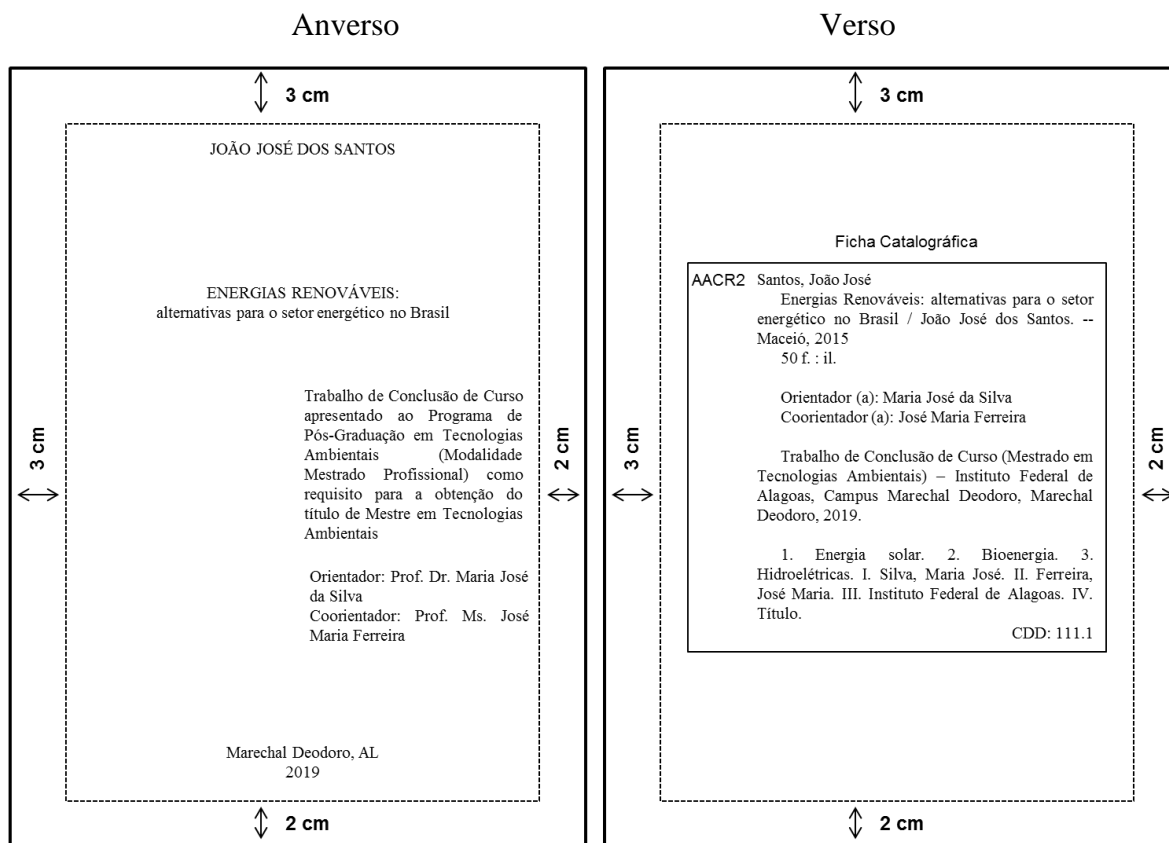 Anverso
3 cm
JOÃO JOSÉ DOS SANTOS
ENERGIAS RENOVÁVEIS:
alternativas para o setor energético no Brasil
Trabalho de Conclusão de Curso
apresentado ao Programa de
Pós-Graduação em Tecnologias
Ambientais (Modalidade
Mestrado Profissional) como
requisito para a obtenção do
título de Mestre em Tecnologias
Ambientais
3 cm
2 cm
Orientador: Prof. Dr. Maria José
da Silva
Coorientador: Prof. Ms. José
Maria Ferreira
Marechal Deodoro, AL
2019
2 cm
Verso
3 cm
Ficha Catalográfica
AACR2 Santos, João José
Energias Renováveis: alternativas para o setor
energético no Brasil / João José dos Santos. --
Maceió, 2015
50 f. : il.
Orientador (a): Maria José da Silva
Coorientador (a): José Maria Ferreira
3 cm
2 cm
Trabalho de Conclusão de Curso (Mestrado em
Tecnologias Ambientais) – Instituto Federal de
Alagoas, Campus Marechal Deodoro, Marechal
Deodoro, 2019.
1. Energia solar. 2. Bioenergia. 3.
Hidroelétricas. I. Silva, Maria José. II. Ferreira,
José Maria. III. Instituto Federal de Alagoas. IV.
Título.
CDD: 111.1
2 cm